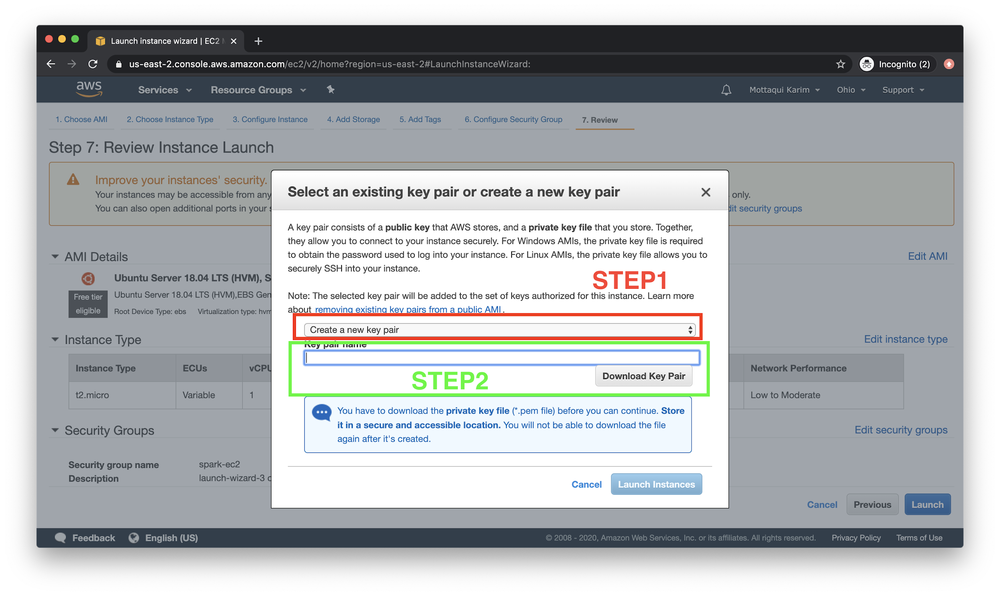 Launch instance wizard | EC2
us-east-2.console.aws.amazon.com/ec2/v2/home?region=us-east-2#LaunchInstanceWizard:
Incognito (2)
aws
Services
Resource Groups
Mottaqui Karim
Ohio
Support
1. Choose AMI
2. Choose Instance Type
3. Configure Instance
4. Add Storage
5. Add Tags
6. Configure Security Group
7. Review
Step 7: Review Instance Launch
Improve your instances' security.
Your instances may be accessible from any
only.
You can also open additional ports in your
security groups
AMI Details
Edit AMI
Ubuntu Server 18.04 LTS (HVM),
Free tier
eligible
Ubuntu Server 18.04 LTS (HVM),EBS
Root Device Type: ebs
Virtualization type:
Instance Type
Edit instance type
Instance Type
ECUs
Network Performance
t2.micro
Variable
1
Low to Moderate
Security Groups
Edit security groups
Security group name
spark-ec2
Description
launch-wizard-3
Cancel
Previous
Launch
Select an existing key pair or create a new key pair
A key pair consists of a public key that AWS stores, and a private key file that you store. Together,
they allow you to connect to your instance securely. For Windows AMIs, the private key file is required
to obtain the password used to log into your instance. For Linux AMIs, the private key file allows you to
securely SSH into your instance.
STEP1
Note: The selected key pair will be added to the set of keys authorized for this instance. Learn more
about removing existing key pairs from a public AMI.
Create a new key pair
Key pair name
STEP2
Download Key Pair
You have to download the private key file (*.pem file) before you can continue. Store
it in a secure and accessible location. You will not be able to download the file
again after it's created.
Cancel
Launch Instances
Feedback
English (US)
© 2008 - 2020, Amazon Web Services, Inc. or its affiliates. All rights reserved.
Privacy Policy
Terms of Use